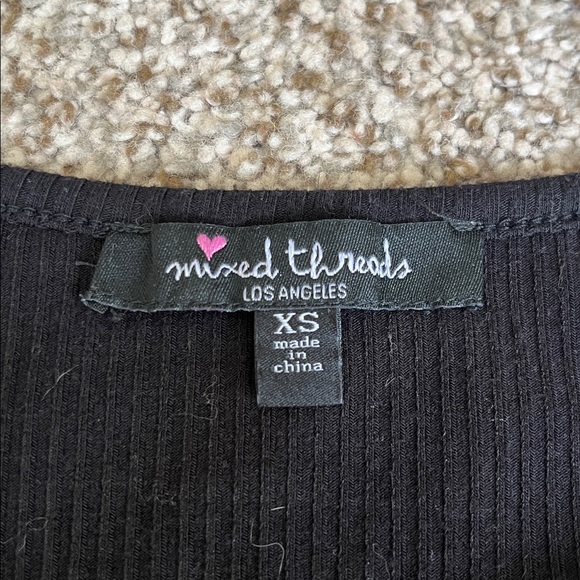 mixed threads
LOS ANGELES
XS
made
in
china